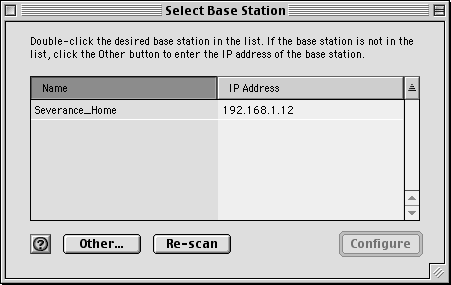 Select Base Station
Double-click the desired base station in the list. If the base station is not in the
list, click the Other button to enter the IP address of the base station.
Name IP Address
Severance_Home 192.168.1.12
? Other... Re-scan Configure